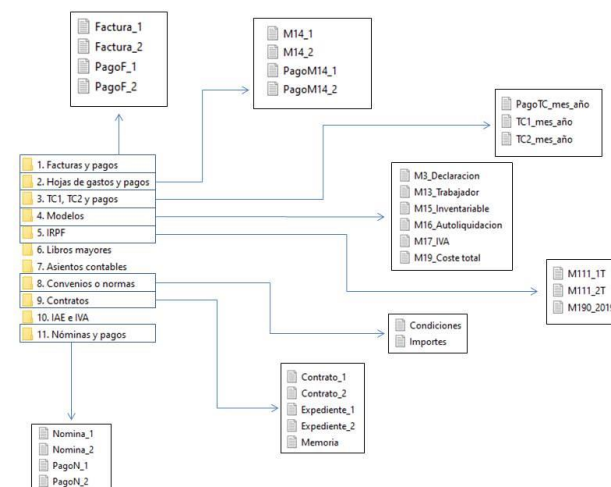 Factura_1
Factura_2
PagoF_1
PagoF_2
M14_1
M14_2
PagoM14_1
PagoM14_2
PagoTC_mes_año
TC1_mes_año
TC2_mes_año
1. Facturas y pagos
2. Hojas de gastos y pagos
3. TC1, TC2 y pagos
4. Modelos
5. IRPF
6. Libros mayores
7. Asientos contables
8. Convenios o normas
9. Contratos
10. IAE e IVA
11. Nóminas y pagos
M3_Declaracion
M13_Trabajador
M15_Inventariable
M16_Autoliquidacion
M17_IVA
M19_Coste total
M111_1T
M111_2T
M190_2019
Condiciones
Importes
Contrato_1
Contrato_2
Expediente_1
Expediente_2
Memoria
Nomina_1
Nomina_2
PagoN_1
PagoN_2